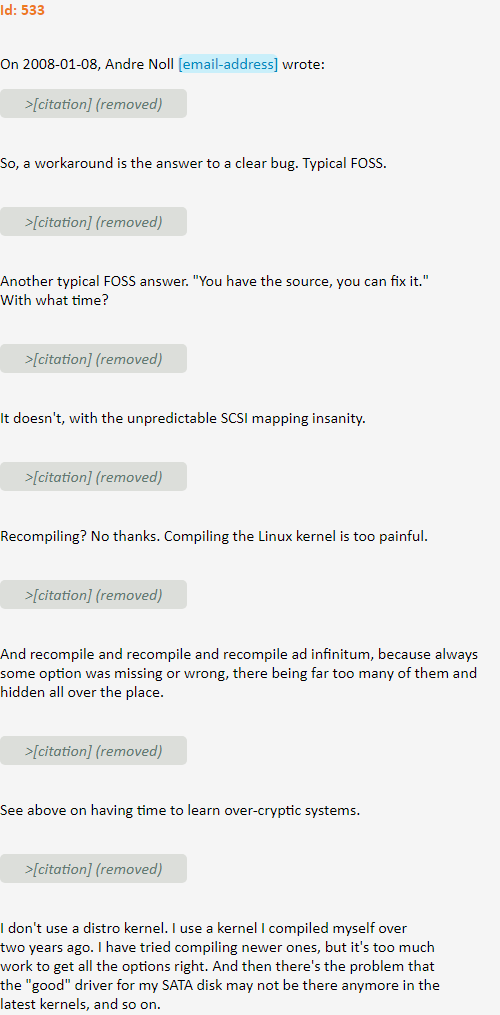 Id: 533
On 2008-01-08, Andre Noll [email-address] wrote:
>[citation] (removed)
So, a workaround is the answer to a clear bug. Typical FOSS.
>[citation] (removed)
Another typical FOSS answer. "You have the source, you can fix it."
With what time?
>[citation] (removed)
It doesn't, with the unpredictable SCSI mapping insanity.
>[citation] (removed)
Recompiling? No thanks. Compiling the Linux kernel is too painful.
>[citation] (removed)
And recompile and recompile and recompile ad infinitum, because always
some option was missing or wrong, there being far too many of them and
hidden all over the place.
>[citation] (removed)
See above on having time to learn over-cryptic systems.
>[citation] (removed)
I don't use a distro kernel. I use a kernel I compiled myself over
two years ago. I have tried compiling newer ones, but it's too much
work to get all the options right. And then there's the problem that
the "good" driver for my SATA disk may not be there anymore in the
latest kernels, and so on.